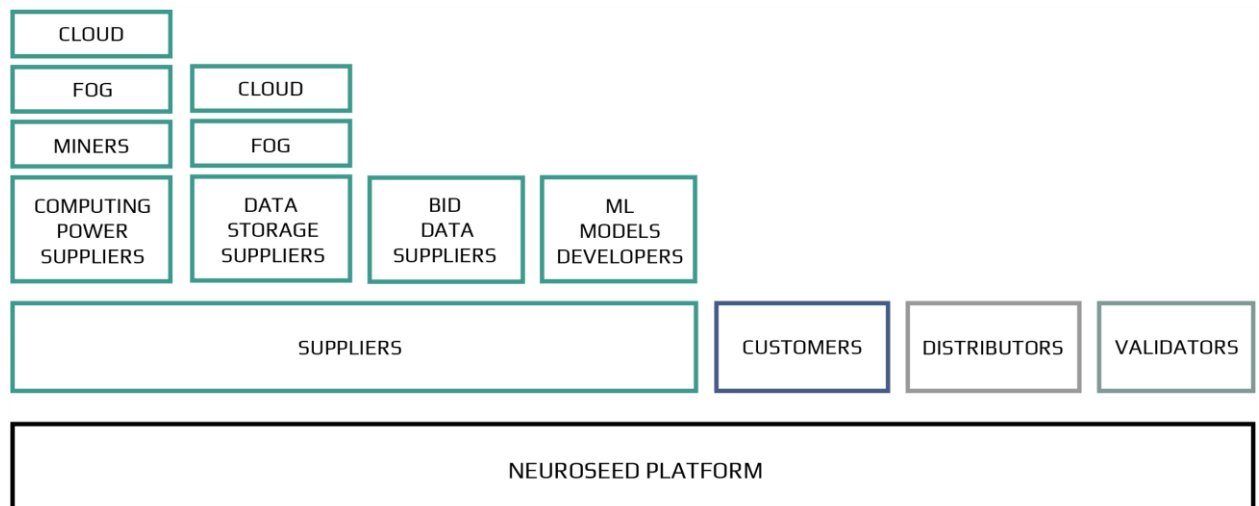 CLOUD
FOG
CLOUD
MINERS
FOG
COMPUTING
POWER
SUPPLIERS
DATA
STORAGE
SUPPLIERS
BID
DATA
SUPPLIERS
ML
MODELS
DEVELOPERS
SUPPLIERS
CUSTOMERS
DISTRIBUTORS
VALIDATORS
NEUROSEED PLATFORM